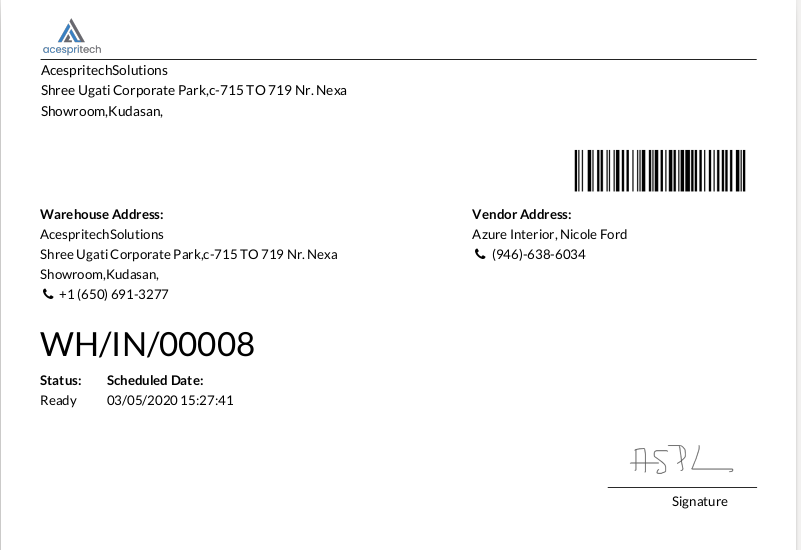 acespritech
AcespritechSolutions
Shree Ugati Corporate Park,c-715 TO 719 Nr. Nexa
Showroom,Kudasan,
Warehouse Address:
AcespritechSolutions
Shree Ugati Corporate Park,c-715 TO 719 Nr. Nexa
Showroom,Kudasan,
+1 (650) 691-3277
Vendor Address:
Azure Interior, Nicole Ford
(946)-638-6034
WH/IN/00008
Status: Scheduled Date:
Ready 03/05/2020 15:27:41
ASPL
Signature